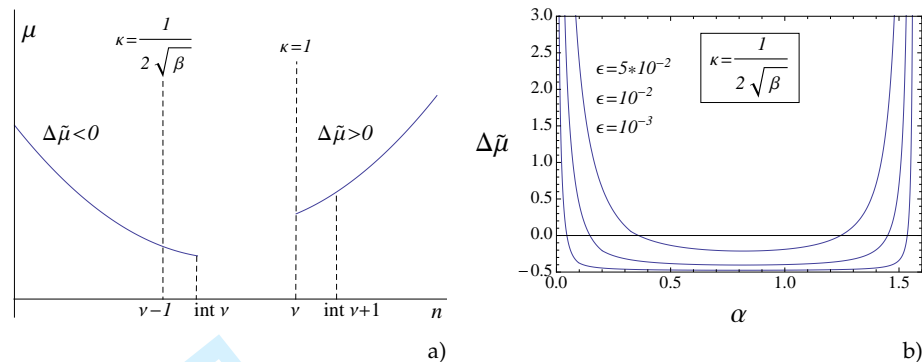 μ
κ= 1 / 2 √β
κ=1
Δμ̃<0
Δμ̃>0
ν−1
int ν
ν
int ν+1
n
a)
3.0
2.5
2.0
1.5
1.0
0.5
0.0
−0.5
Δμ̃
ϵ=5*10⁻²
ϵ=10⁻²
ϵ=10⁻³
κ= 1 / 2 √β
0.0
0.5
1.0
1.5
α
b)